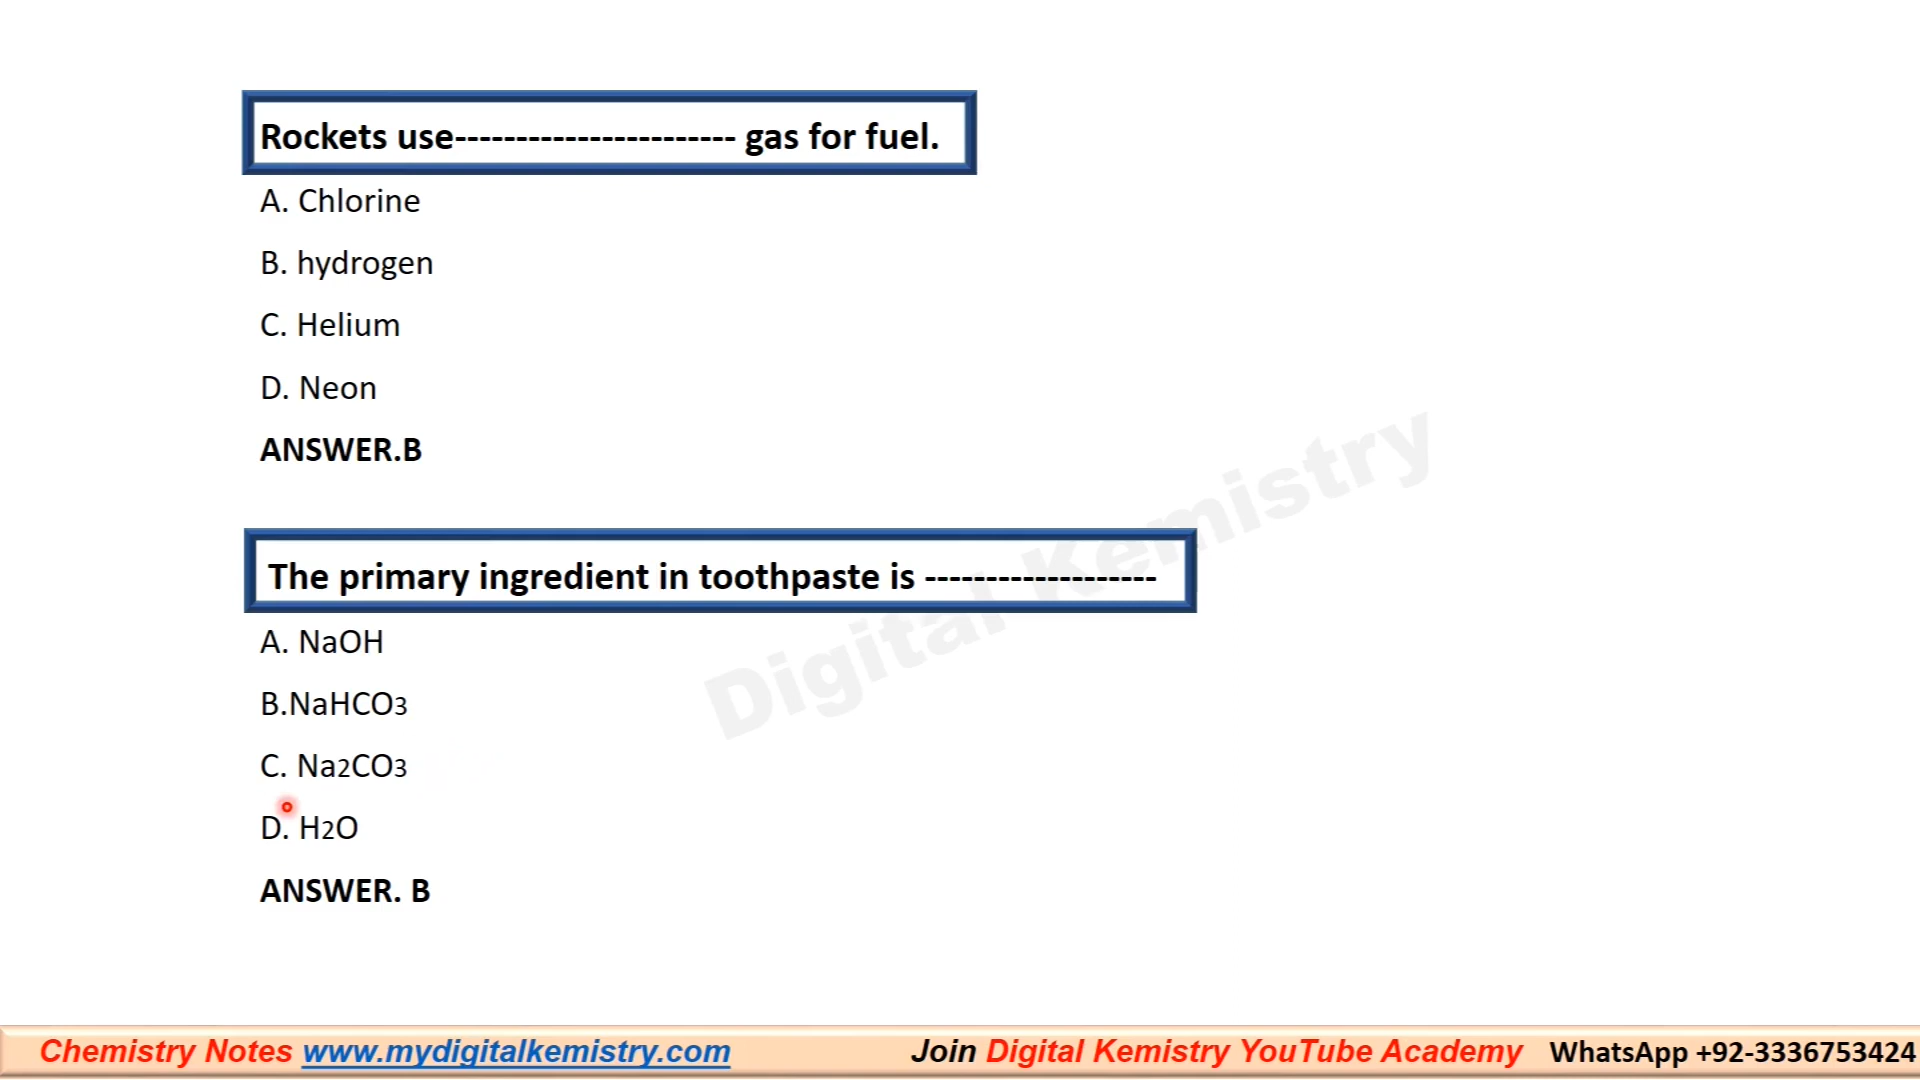 Rockets use----------------------- gas for fuel.
A. Chlorine
B. hydrogen
C. Helium
D. Neon
ANSWER.B
The primary ingredient in toothpaste is -------------------
A. NaOH
B.NaHCO3
C. Na2CO3
D. H2O
ANSWER. B
Digital Kemistry
Chemistry Notes www.mydigitalkemistry.com Join Digital Kemistry YouTube Academy WhatsApp +92-3336753424